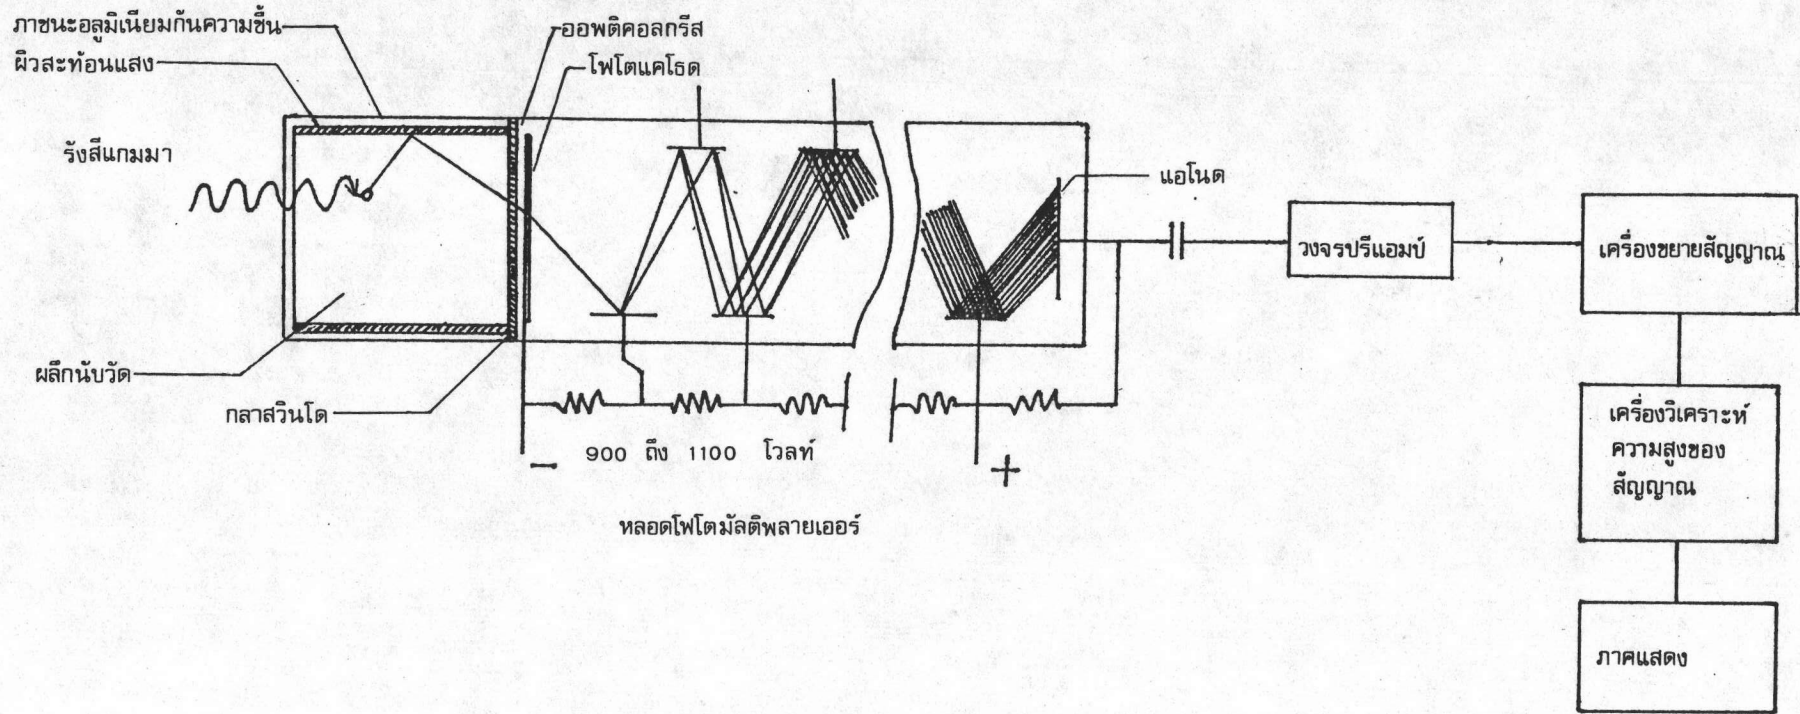 ภาชนะอลูมิเนียมกันความชื้น
ผิวสะท้อนแสง
รังสีแกมมา
ออพติคอลกรีส
โฟโตแคโธด
แอโนด
วงจรปรีแอมป์
เครื่องขยายสัญญาณ
ผลึกนับวัด
กลาสวินโด
เครื่องวิเคราะห์
ความสูงของ
สัญญาณ
− 900 ถึง 1100 โวลท์ +
หลอดโฟโตมัลติพลายเออร์
ภาคแสดง